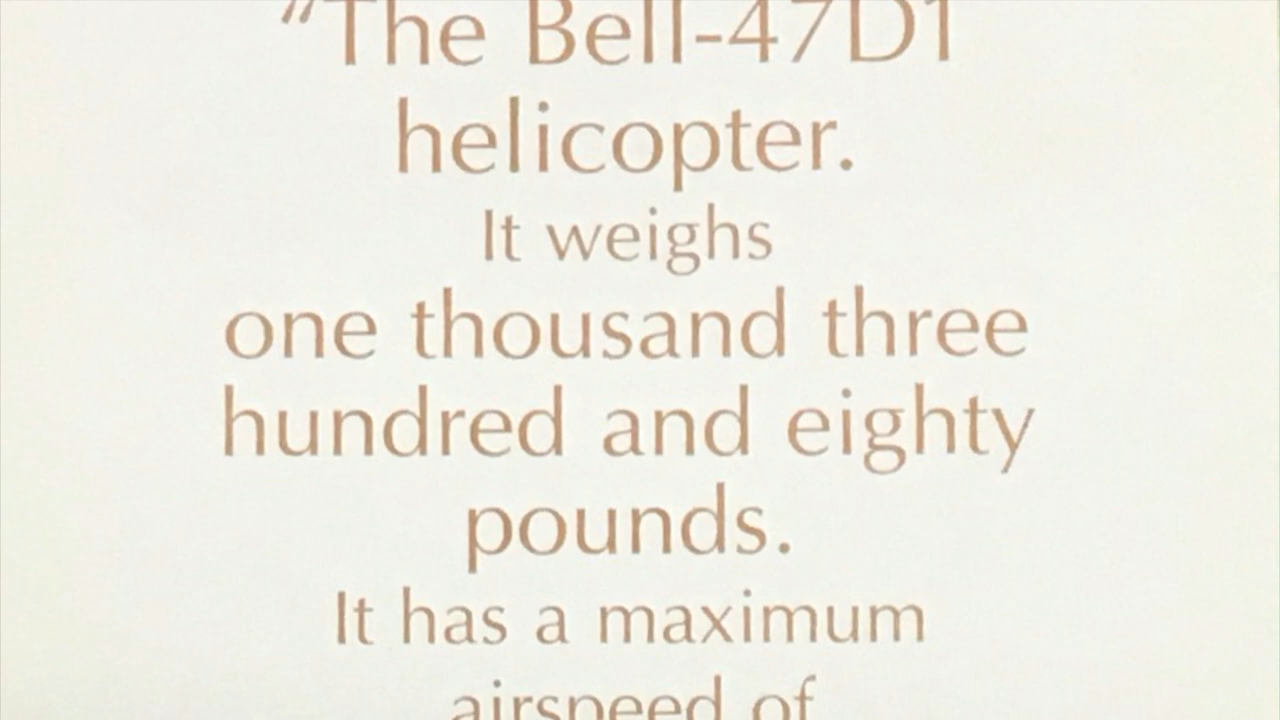 “The Bell-47D1
helicopter.
It weighs
one thousand three
hundred and eighty
pounds.
It has a maximum
airspeed of